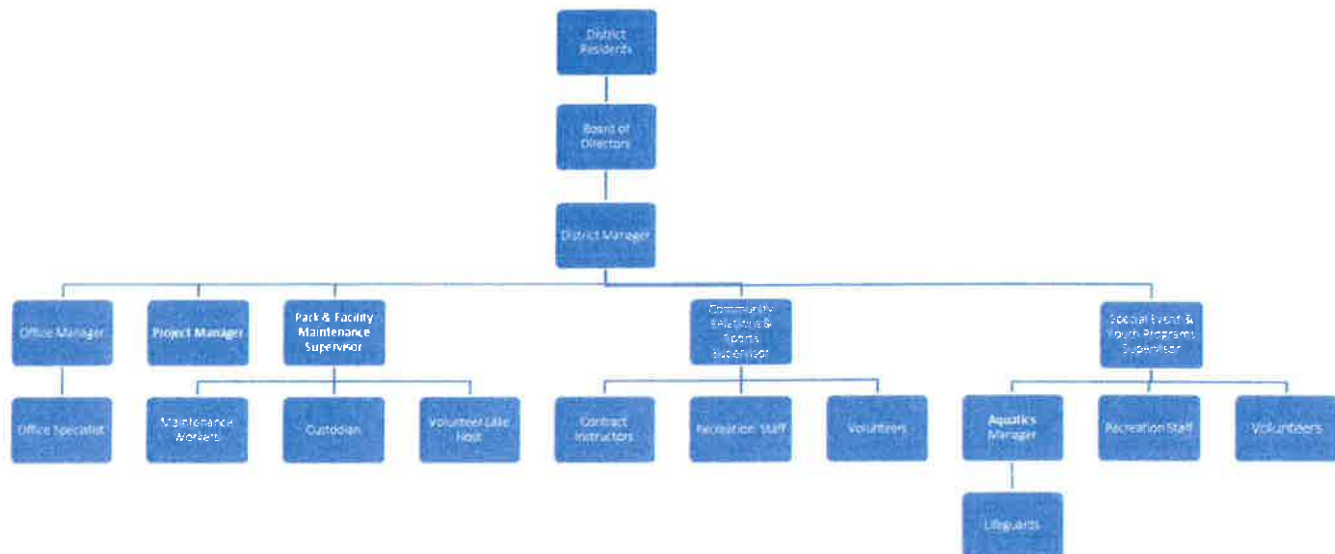 District
Residents
Board of
Directors
District Manager
Office Manager
Project Manager
Park & Facility
Maintenance
Supervisor
Community
Relations &
Sports
Supervisor
Special Event &
Youth Programs
Supervisor
Office Specialist
Maintenance
Workers
Custodian
Volunteer Lake
Host
Contract
Instructors
Recreation Staff
Volunteers
Aquatics
Manager
Recreation Staff
Volunteers
Lifeguards